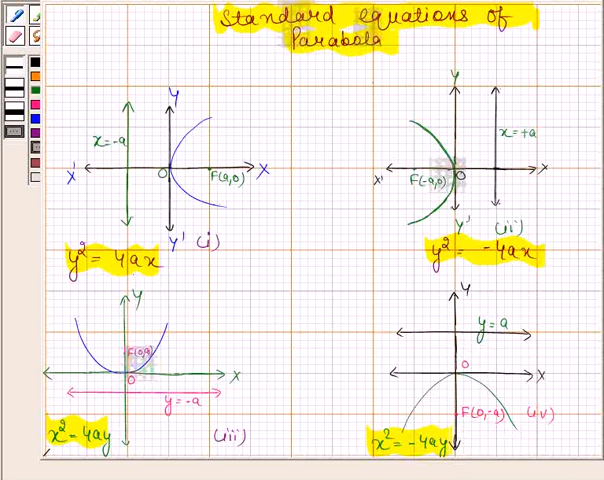 Standard equations of
Parabola
Y
x=-a
X'
O
F(a,0)
X
Y'
(i)
y² = 4ax
Y
x=+a
X'
F(-a,0)
O
X
Y'
(ii)
y² = -4ax
Y
F(0,a)
O
X
y=-a
x²=4ay
(iii)
Y
y=a
O
X
F(0,-a)
(iv)
x²=-4ay